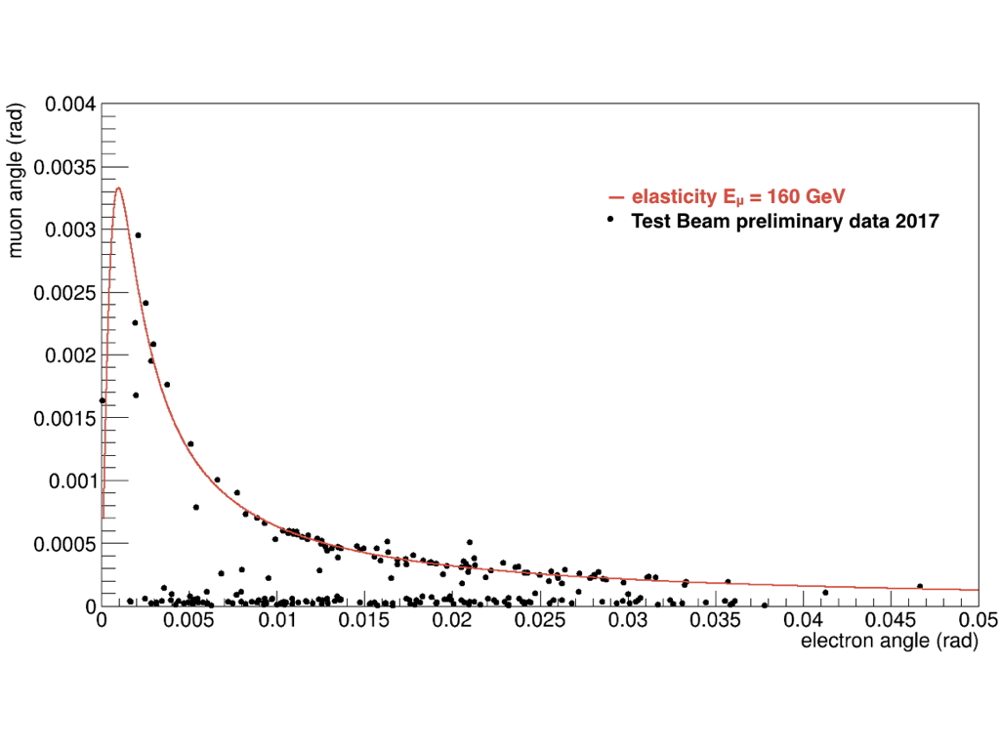 muon angle (rad)
0.004
0.0035
0.003
0.0025
0.002
0.0015
0.001
0.0005
0
elasticity Eμ = 160 GeV
Test Beam preliminary data 2017
0 0.005 0.01 0.015 0.02 0.025 0.03 0.035 0.04 0.045 0.05
electron angle (rad)